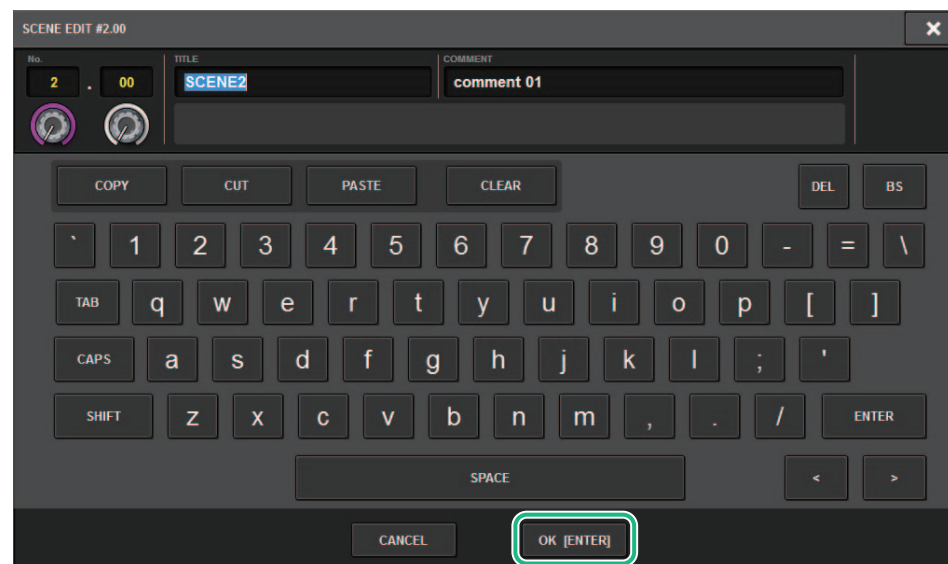 SCENE EDIT #2.00 ×
No. TITLE COMMENT
2 . 00 SCENE2 comment 01
COPY CUT PASTE CLEAR DEL BS
` 1 2 3 4 5 6 7 8 9 0 - = \
TAB q w e r t y u i o p [ ]
CAPS a s d f g h j k l ; '
SHIFT z x c v b n m , . / ENTER
SPACE < >
CANCEL OK [ENTER]